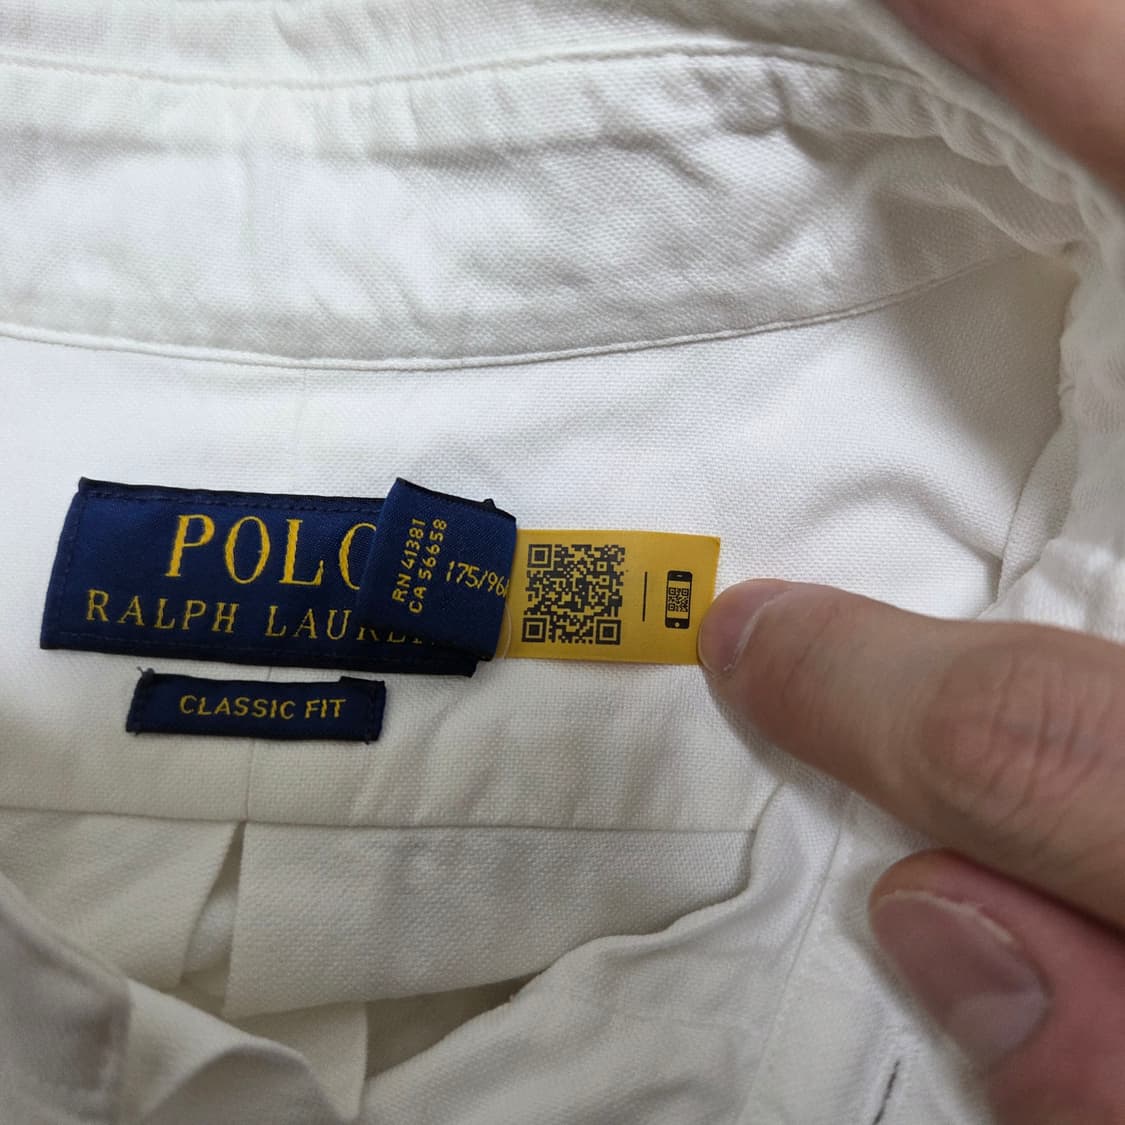 POLO
RALPH LAUREN
RN 41381
CA 56658
175/96
CLASSIC FIT